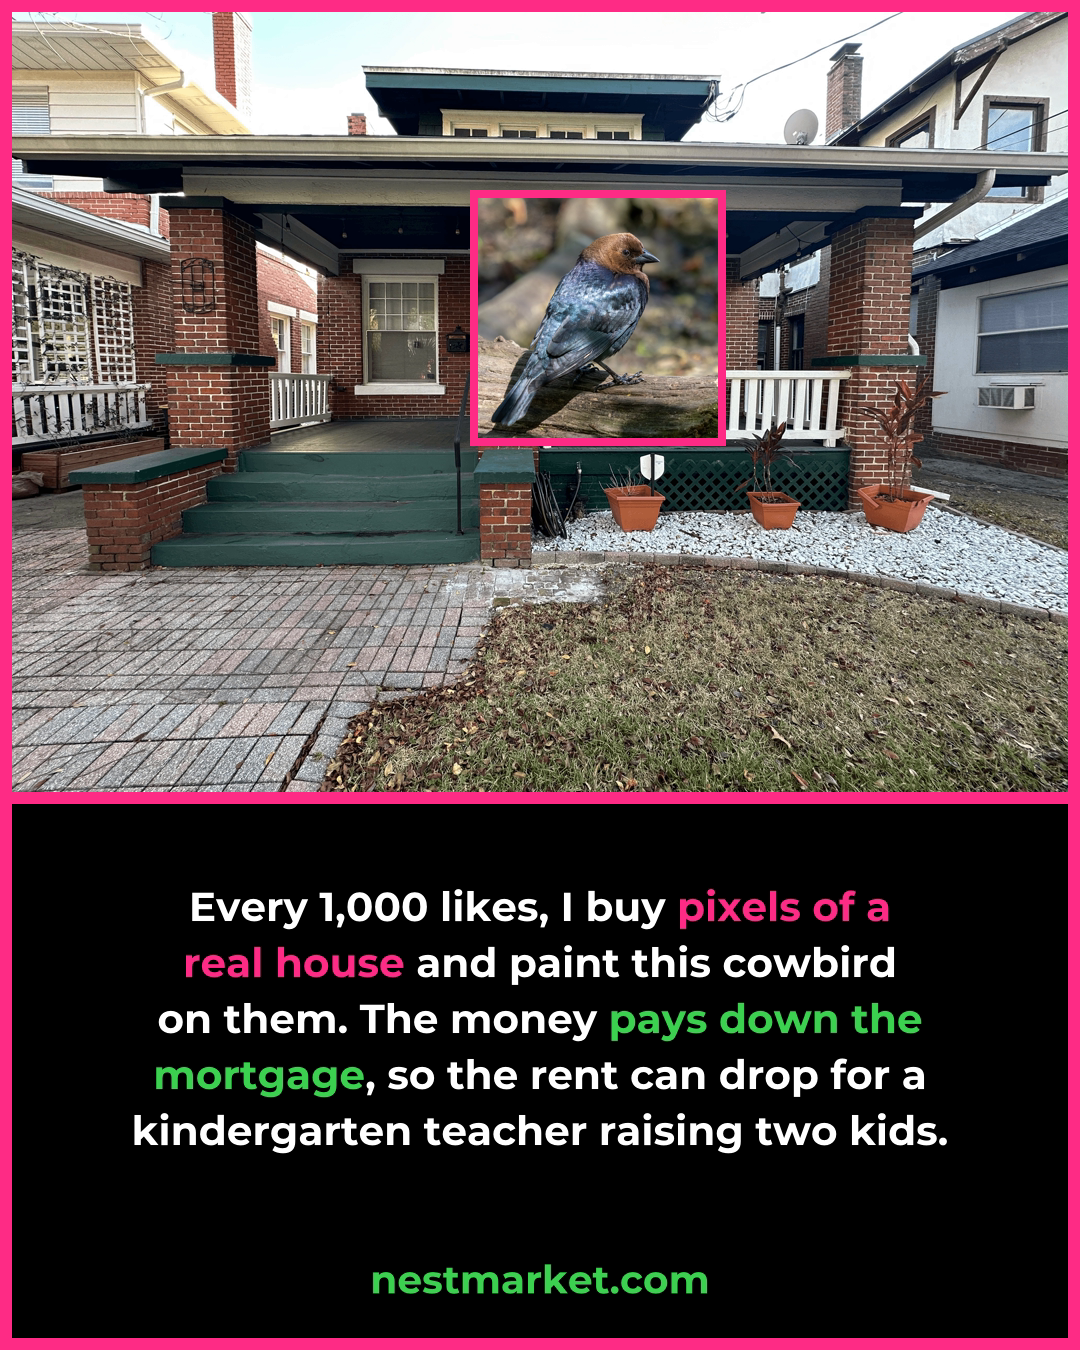 Every 1,000 likes, I buy pixels of a
real house and paint this cowbird
on them. The money pays down the
mortgage, so the rent can drop for a
kindergarten teacher raising two kids.
nestmarket.com